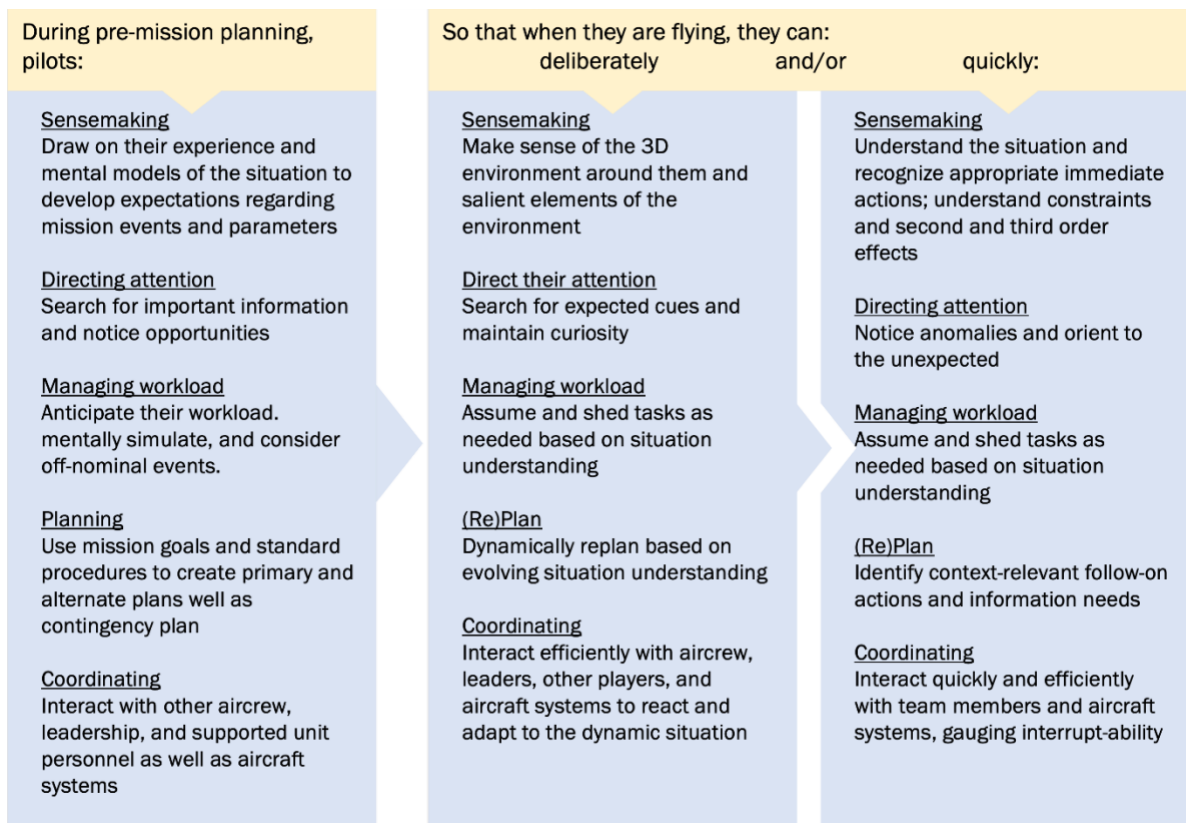 During pre-mission planning,
pilots:
So that when they are flying, they can:
deliberately and/or quickly:
Sensemaking
Draw on their experience and
mental models of the situation to
develop expectations regarding
mission events and parameters
Directing attention
Search for important information
and notice opportunities
Managing workload
Anticipate their workload.
mentally simulate, and consider
off-nominal events.
Planning
Use mission goals and standard
procedures to create primary and
alternate plans well as
contingency plan
Coordinating
Interact with other aircrew,
leadership, and supported unit
personnel as well as aircraft
systems
Sensemaking
Make sense of the 3D
environment around them and
salient elements of the
environment
Direct their attention
Search for expected cues and
maintain curiosity
Managing workload
Assume and shed tasks as
needed based on situation
understanding
(Re)Plan
Dynamically replan based on
evolving situation understanding
Coordinating
Interact efficiently with aircrew,
leaders, other players, and
aircraft systems to react and
adapt to the dynamic situation
Sensemaking
Understand the situation and
recognize appropriate immediate
actions; understand constraints
and second and third order
effects
Directing attention
Notice anomalies and orient to
the unexpected
Managing workload
Assume and shed tasks as
needed based on situation
understanding
(Re)Plan
Identify context-relevant follow-on
actions and information needs
Coordinating
Interact quickly and efficiently
with team members and aircraft
systems, gauging interrupt-ability